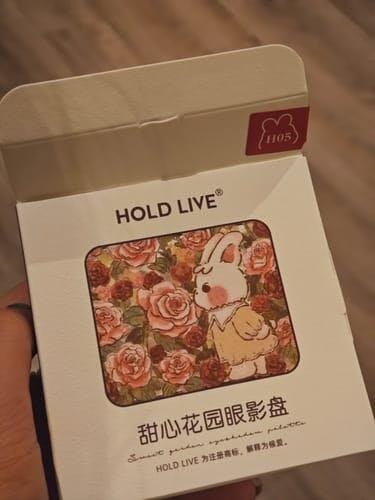 H05
HOLD LIVE®
甜心花园眼影盘
Sweet garden eyeshadow palette
HOLD LIVE 为注册商标，解释为候爱。